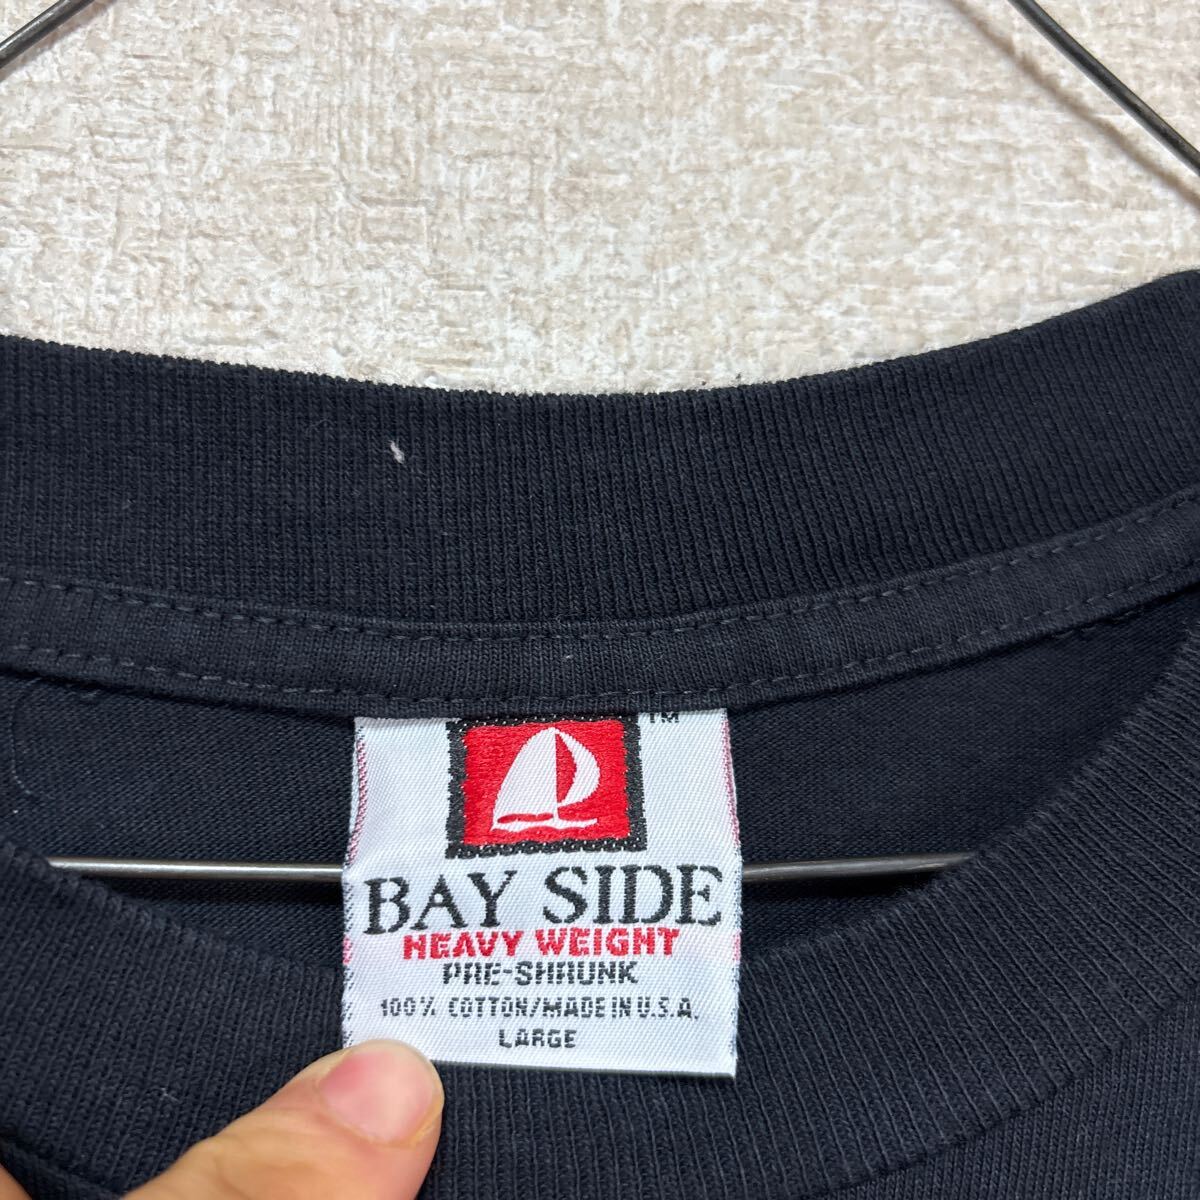 TM
BAY SIDE
HEAVY WEIGHT
PRE-SHRUNK
100% COTTON/MADE IN U.S.A.
LARGE